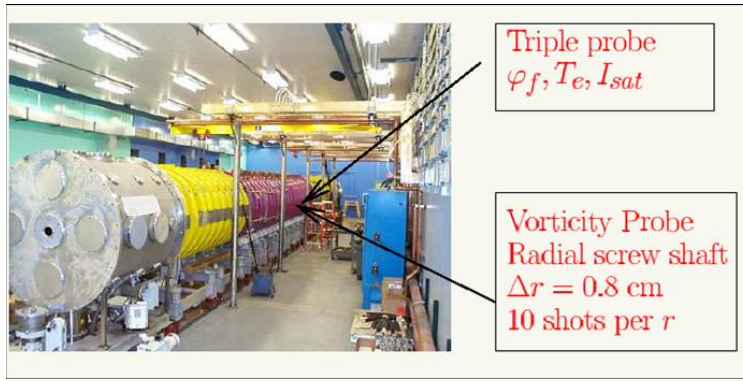 Triple probe
φ_f, T_e, I_sat
Vorticity Probe
Radial screw shaft
Δr = 0.8 cm
10 shots per r